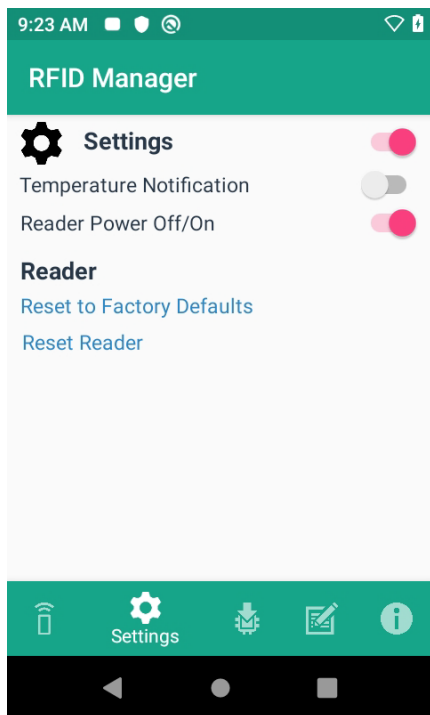 9:23 AM
RFID Manager
Settings
Temperature Notification
Reader Power Off/On
Reader
Reset to Factory Defaults
Reset Reader
Settings